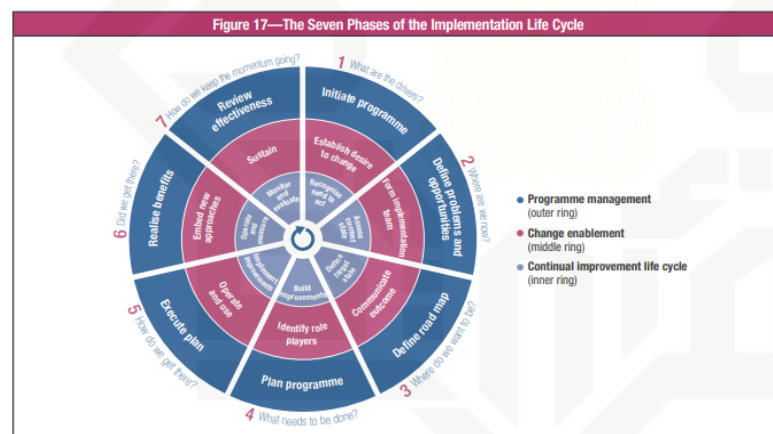 Figure 17—The Seven Phases of the Implementation Life Cycle
1 What are the drivers?
Initiate programme
Establish desire
to change
Recognise
need to
act
2 Where are we now?
Define problems and
opportunities
Form implementation
team
Assess
current
state
3 Where do we want to be?
Define road map
Communicate
outcome
Define
target
state
4 What needs to be done?
Plan programme
Identify role
players
Build
improvements
5 How do we get there?
Execute plan
Operate
and use
Implement
improvements
6 Did we get there?
Realise benefits
Embed new
approaches
Operate
and
measure
7 How do we keep the momentum going?
Review
effectiveness
Sustain
Monitor
and
evaluate
Programme management
(outer ring)
Change enablement
(middle ring)
Continual improvement life cycle
(inner ring)